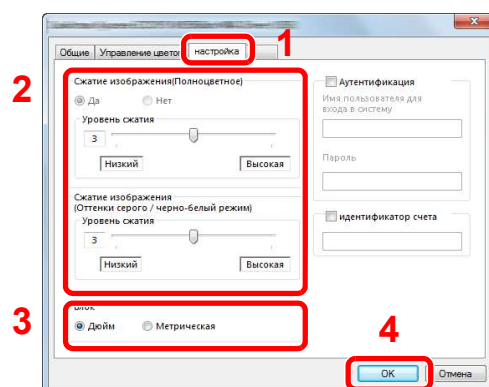 1
Общие Управление цветом настройка
2
Сжатие изображения(Полноцветное)
Да Нет
Уровень сжатия
3
Низкий Высокая
Сжатие изображения
(Оттенки серого / черно-белый режим)
Уровень сжатия
3
Низкий Высокая
Аутентификация
Имя пользователя для
входа в систему
Пароль
идентификатор счета
3
Блок
Дюйм Метрическая
4
OK Отмена